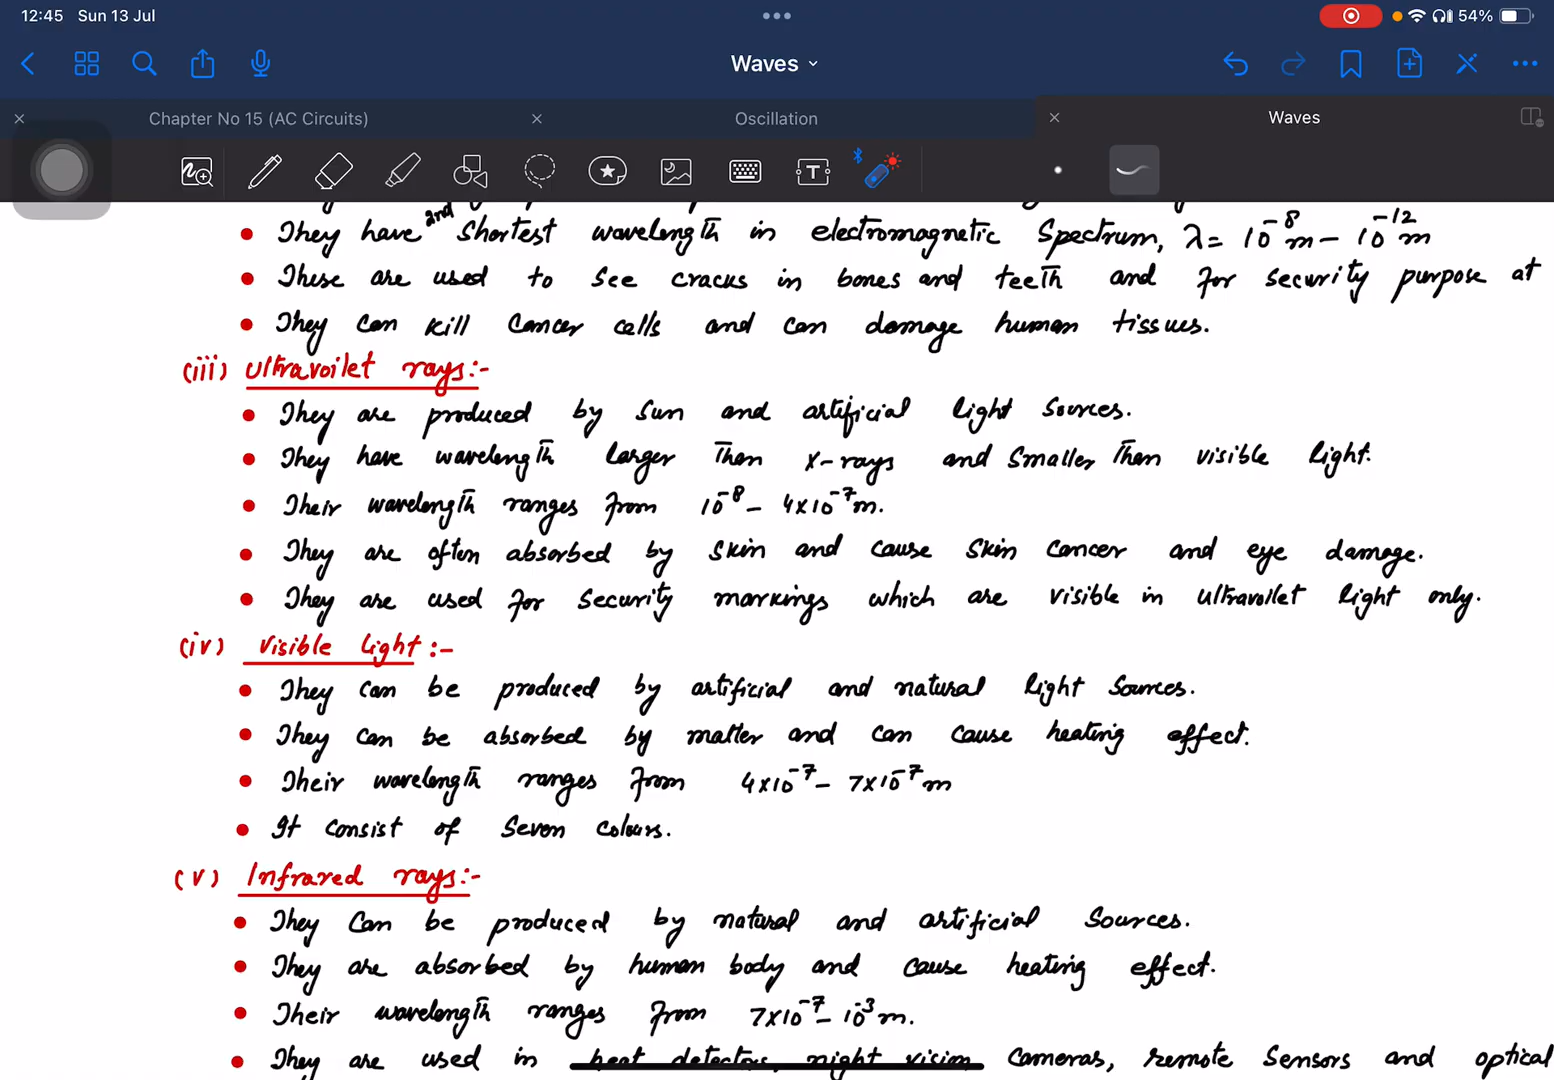 12:45 Sun 13 Jul
54%
Waves
Chapter No 15 (AC Circuits)
Oscillation
Waves
They have 2nd shortest wavelength in electromagnetic Spectrum, λ= 10⁻⁸m – 10⁻¹²m
These are used to see cracks in bones and teeth and for security purpose at
They can kill cancer cells and can damage human tissues.
(iii) Ultravoilet rays:-
They are produced by Sun and artificial light sources.
They have wavelength larger then x-rays and smaller then visible light.
Their wavelength ranges from 10⁻⁸ – 4x10⁻⁷m.
They are often absorbed by skin and cause skin cancer and eye damage.
They are used for security markings which are visible in ultravoilet light only.
(iv) Visible light:-
They can be produced by artificial and natural light sources.
They can be absorbed by matter and can cause heating effect.
Their wavelength ranges from 4x10⁻⁷ – 7x10⁻⁷m
It consist of seven colours.
(v) Infrared rays:-
They can be produced by natural and artificial sources.
They are absorbed by human body and cause heating effect.
Their wavelength ranges from 7x10⁻⁷ – 10⁻³m.
They are used in heat detectors, night vision cameras, remote sensors and optical